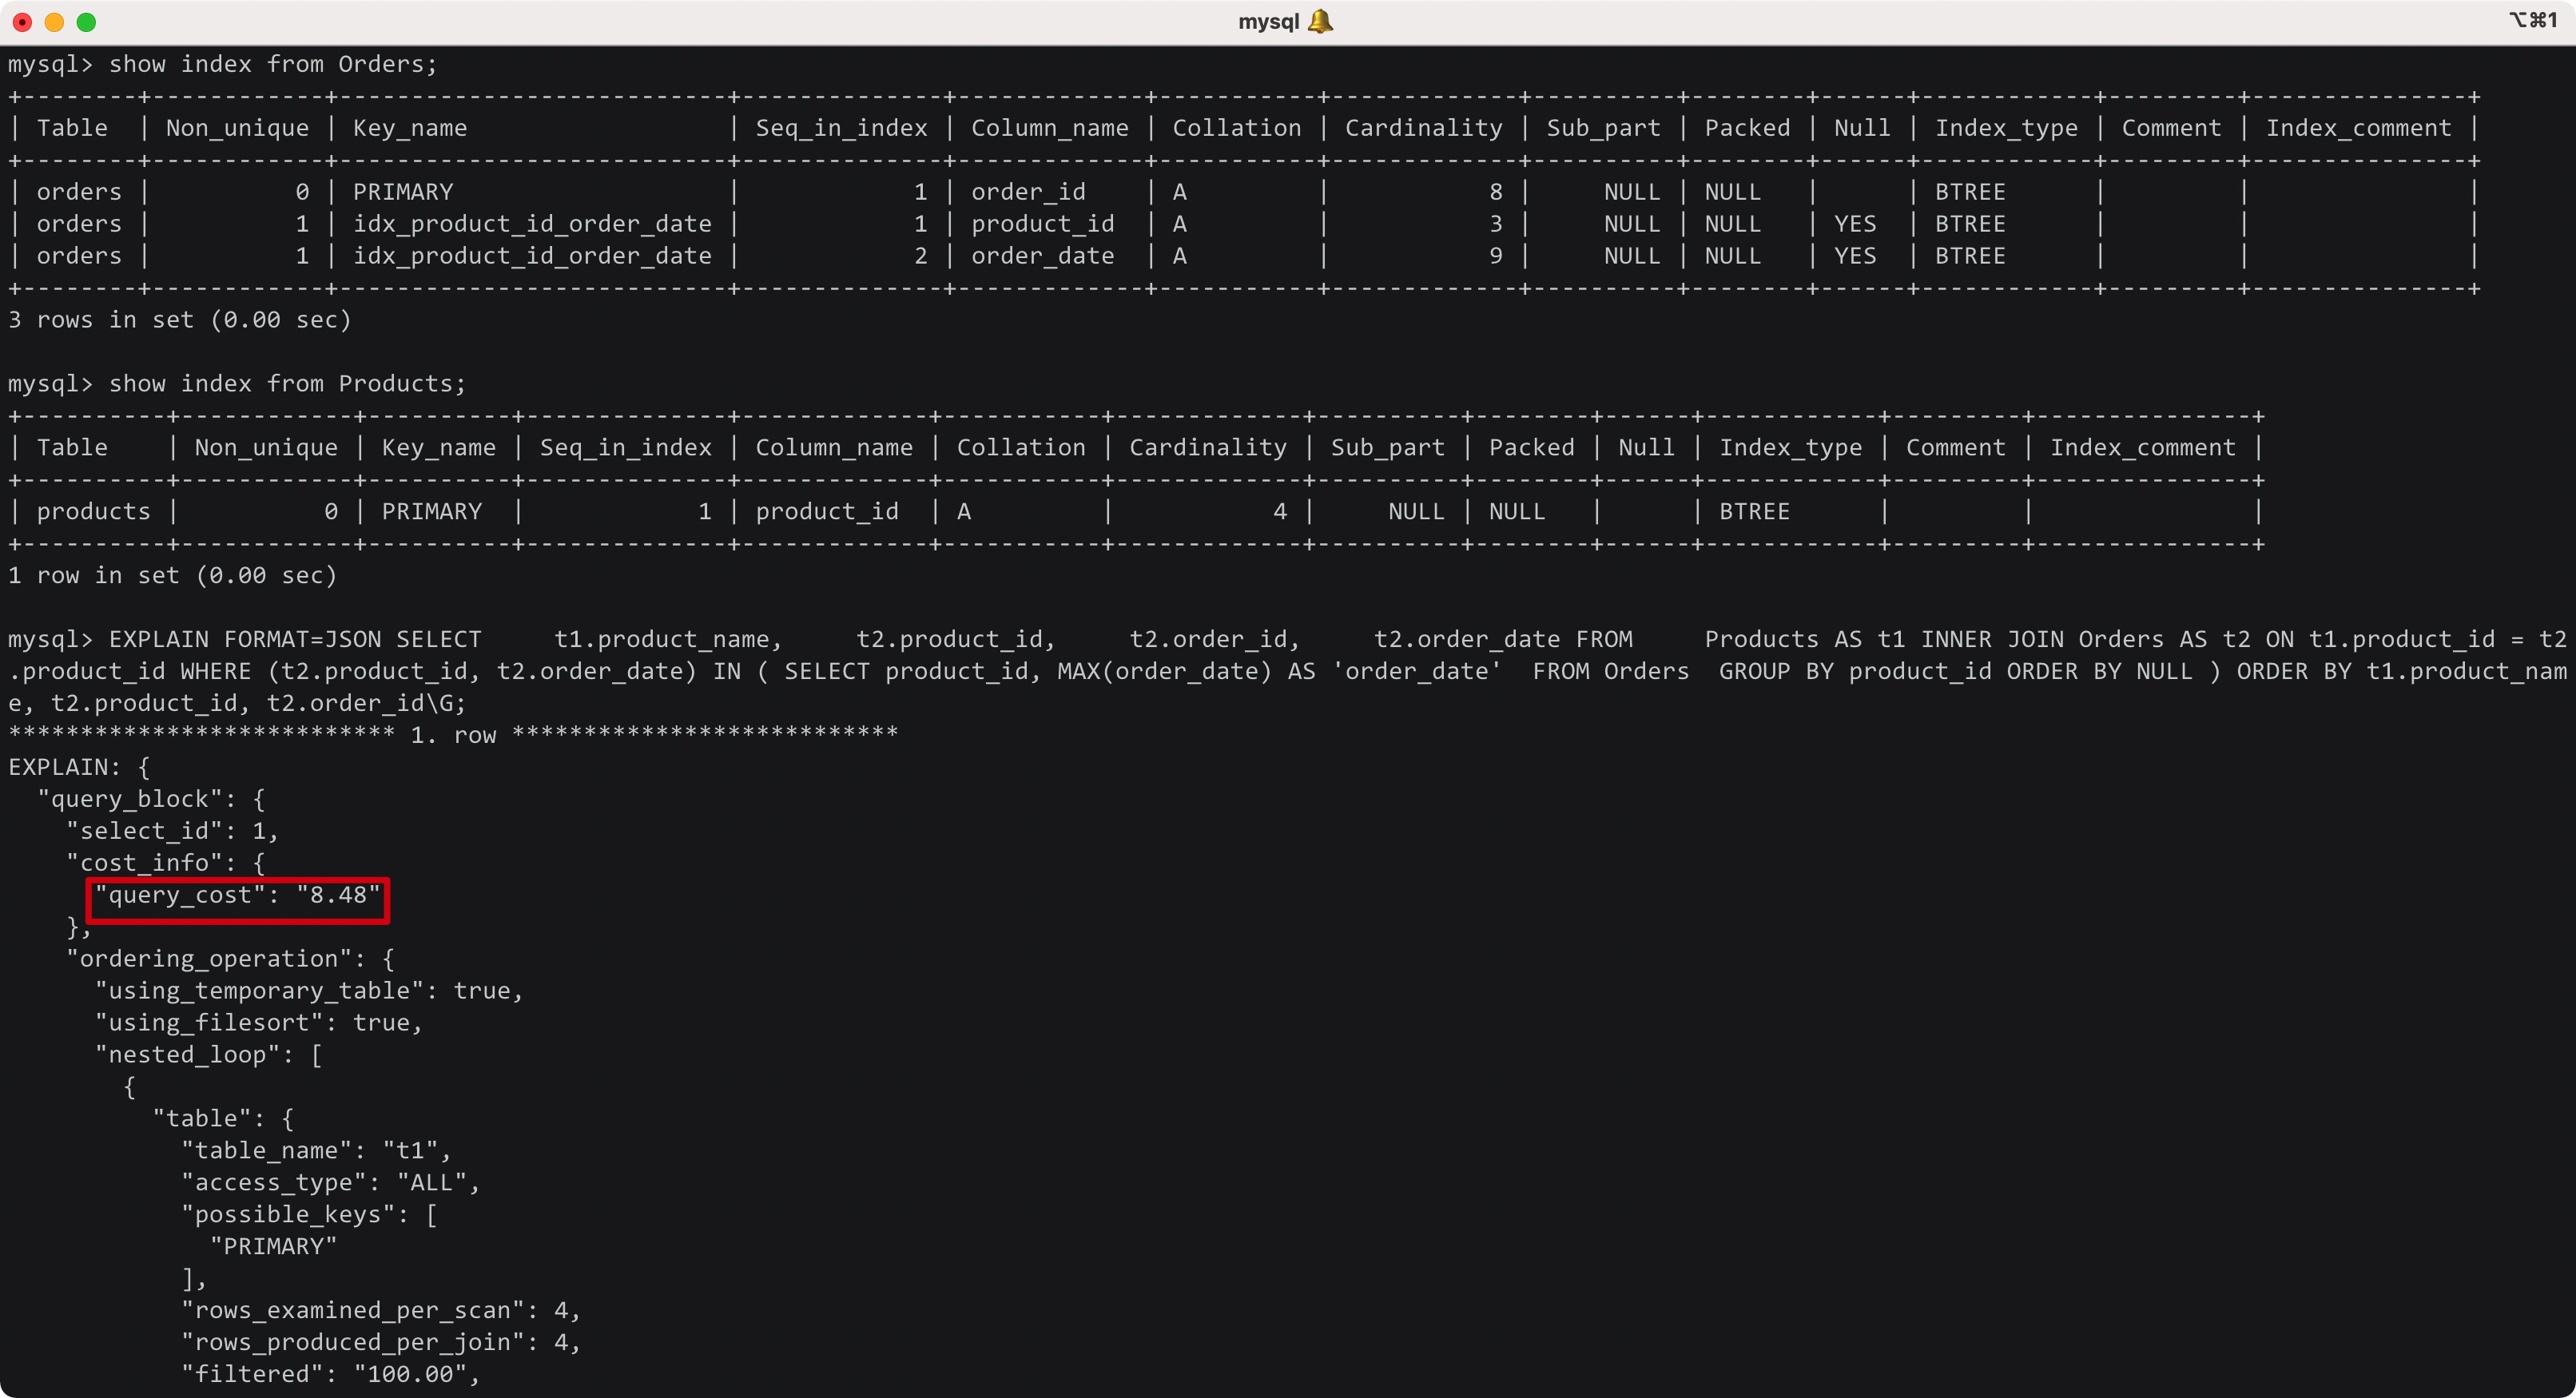 mysql 🔔
⌥⌘1
mysql> show index from Orders;
+--------+------------+---------------------------+--------------+-------------+-----------+-------------+----------+--------+------+------------+---------+---------------+
| Table  | Non_unique | Key_name                  | Seq_in_index | Column_name | Collation | Cardinality | Sub_part | Packed | Null | Index_type | Comment | Index_comment |
+--------+------------+---------------------------+--------------+-------------+-----------+-------------+----------+--------+------+------------+---------+---------------+
| orders |          0 | PRIMARY                   |            1 | order_id    | A         |           8 |     NULL | NULL   |      | BTREE      |         |               |
| orders |          1 | idx_product_id_order_date |            1 | product_id  | A         |           3 |     NULL | NULL   | YES  | BTREE      |         |               |
| orders |          1 | idx_product_id_order_date |            2 | order_date  | A         |           9 |     NULL | NULL   | YES  | BTREE      |         |               |
+--------+------------+---------------------------+--------------+-------------+-----------+-------------+----------+--------+------+------------+---------+---------------+
3 rows in set (0.00 sec)
mysql> show index from Products;
+----------+------------+----------+--------------+-------------+-----------+-------------+----------+--------+------+------------+---------+---------------+
| Table    | Non_unique | Key_name | Seq_in_index | Column_name | Collation | Cardinality | Sub_part | Packed | Null | Index_type | Comment | Index_comment |
+----------+------------+----------+--------------+-------------+-----------+-------------+----------+--------+------+------------+---------+---------------+
| products |          0 | PRIMARY  |            1 | product_id  | A         |           4 |     NULL | NULL   |      | BTREE      |         |               |
+----------+------------+----------+--------------+-------------+-----------+-------------+----------+--------+------+------------+---------+---------------+
1 row in set (0.00 sec)
mysql> EXPLAIN FORMAT=JSON SELECT     t1.product_name,     t2.product_id,     t2.order_id,     t2.order_date FROM     Products AS t1 INNER JOIN Orders AS t2 ON t1.product_id = t2
.product_id WHERE (t2.product_id, t2.order_date) IN ( SELECT product_id, MAX(order_date) AS 'order_date'  FROM Orders  GROUP BY product_id ORDER BY NULL ) ORDER BY t1.product_nam
e, t2.product_id, t2.order_id\G;
*************************** 1. row ***************************
EXPLAIN: {
  "query_block": {
    "select_id": 1,
    "cost_info": {
      "query_cost": "8.48"
    },
    "ordering_operation": {
      "using_temporary_table": true,
      "using_filesort": true,
      "nested_loop": [
        {
          "table": {
            "table_name": "t1",
            "access_type": "ALL",
            "possible_keys": [
              "PRIMARY"
            ],
            "rows_examined_per_scan": 4,
            "rows_produced_per_join": 4,
            "filtered": "100.00",